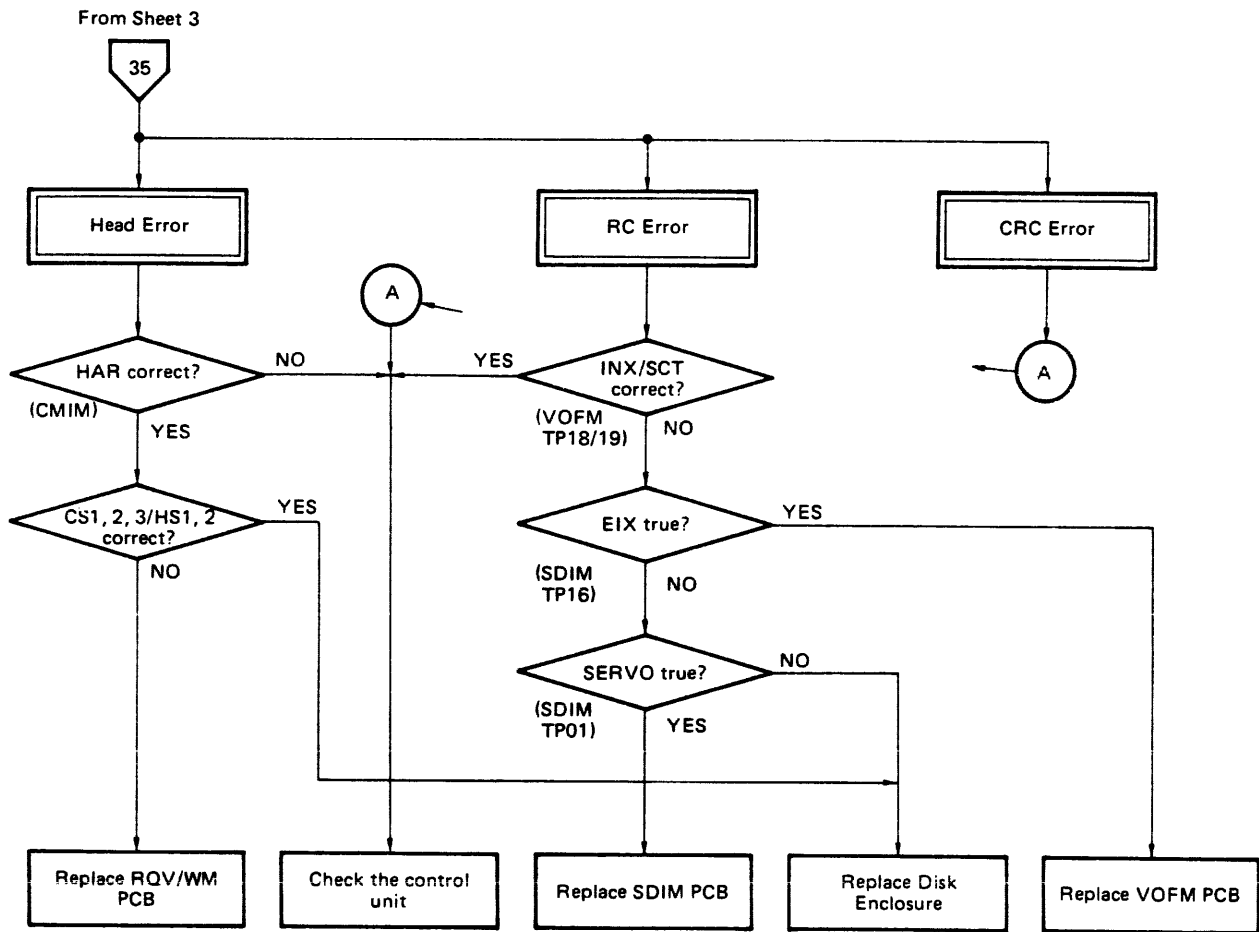 From Sheet 3
35
Head Error
RC Error
CRC Error
A
HAR correct?
NO
(CMIM)
YES
YES
INX/SCT
correct?
(VOFM
TP18/19)
NO
A
CS1, 2, 3/HS1, 2
correct?
YES
NO
EIX true?
YES
(SDIM
TP16)
NO
SERVO true?
NO
(SDIM
TP01)
YES
Replace RQV/WM
PCB
Check the control
unit
Replace SDIM PCB
Replace Disk
Enclosure
Replace VOFM PCB